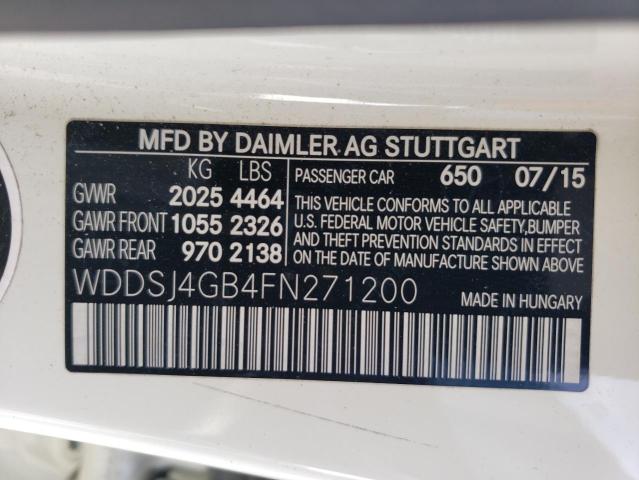 MFD BY DAIMLER AG STUTTGART
KG LBS
GVWR 2025 4464
GAWR FRONT 1055 2326
GAWR REAR 970 2138
PASSENGER CAR 650 07/15
THIS VEHICLE CONFORMS TO ALL APPLICABLE
U.S. FEDERAL MOTOR VEHICLE SAFETY,BUMPER
AND THEFT PREVENTION STANDARDS IN EFFECT
ON THE DATE OF MANUFACTURE SHOWN ABOVE
WDDSJ4GB4FN271200
MADE IN HUNGARY